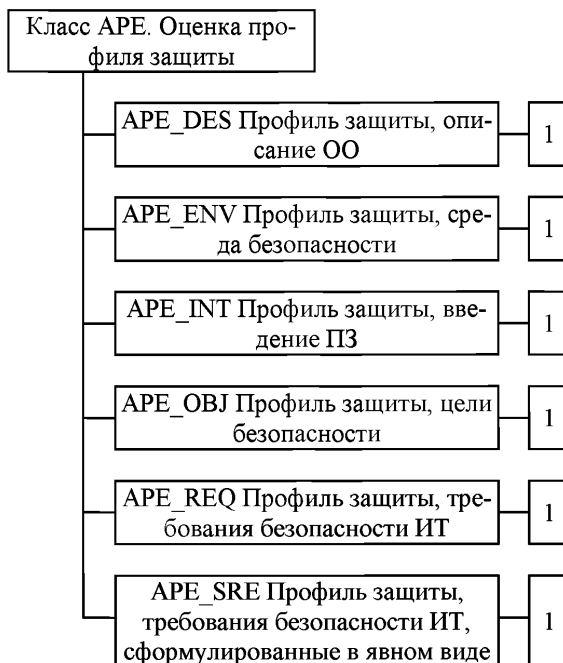 Класс APE. Оценка про-
филя защиты
APE_DES Профиль защиты, опи-
сание ОО
1
APE_ENV Профиль защиты, сре-
да безопасности
1
APE_INT Профиль защиты, вве-
дение ПЗ
1
APE_OBJ Профиль защиты, цели
безопасности
1
APE_REQ Профиль защиты, тре-
бования безопасности ИТ
1
APE_SRE Профиль защиты,
требования безопасности ИТ,
сформулированные в явном виде
1